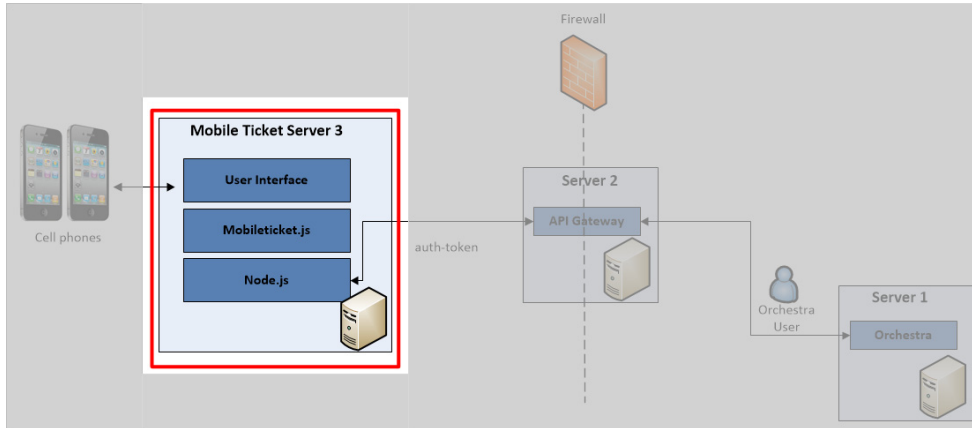 Firewall
Mobile Ticket Server 3
User Interface
Mobileticket.js
Node.js
Cell phones
auth-token
Server 2
API Gateway
Orchestra
User
Server 1
Orchestra